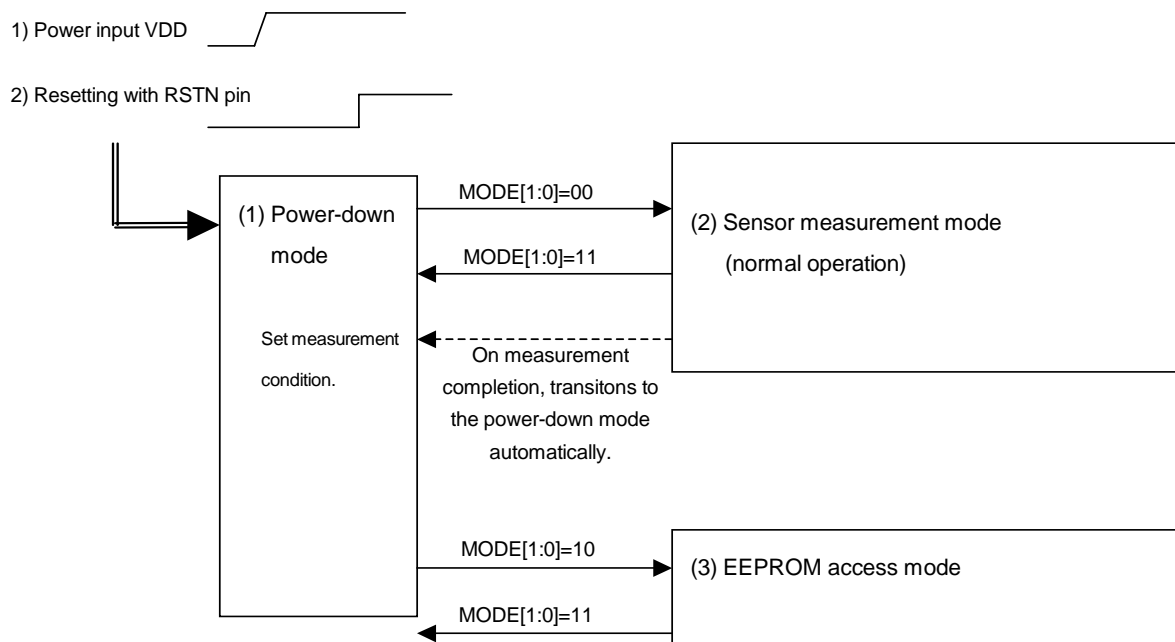 1) Power input VDD
2) Resetting with RSTN pin
(1) Power-down
mode
Set measurement
condition.
MODE[1:0]=00
MODE[1:0]=11
On measurement
completion, transitons to
the power-down mode
automatically.
(2) Sensor measurement mode
(normal operation)
MODE[1:0]=10
MODE[1:0]=11
(3) EEPROM access mode